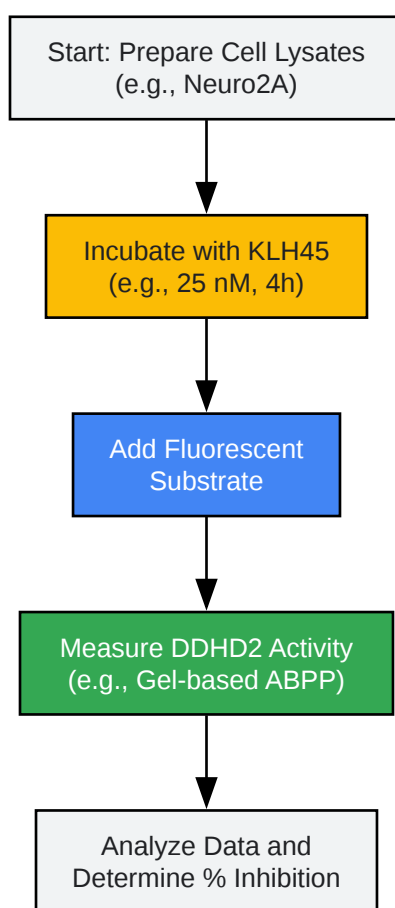 Start: Prepare Cell Lysates
(e.g., Neuro2A)
Incubate with KLH45
(e.g., 25 nM, 4h)
Add Fluorescent
Substrate
Measure DDHD2 Activity
(e.g., Gel-based ABPP)
Analyze Data and
Determine % Inhibition